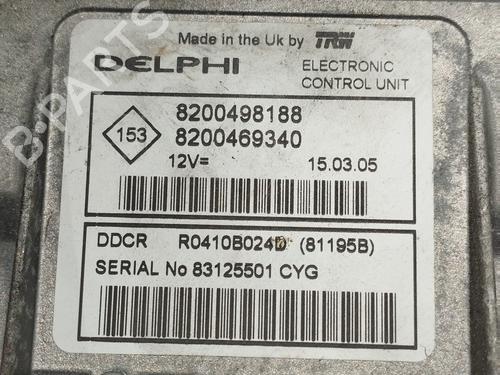 Made in the Uk by TRW
DELPHI
ELECTRONIC
CONTROL UNIT
153
8200498188
8200469340
12V=
15.03.05
DDCR R0410B024D (81195B)
SERIAL No 83125501 CYG
B-PARTS